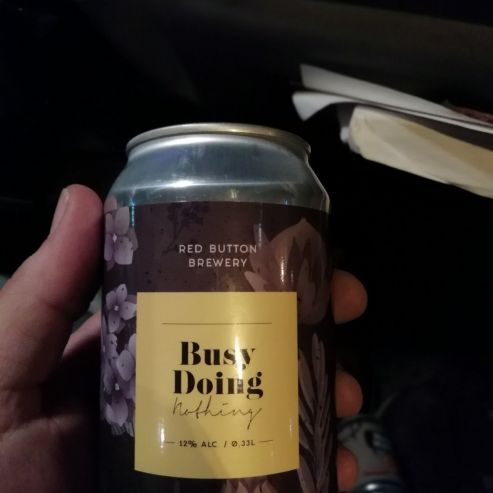 RED BUTTON
BREWERY
Busy
Doing
Nothing
12% ALC. / 0,33L